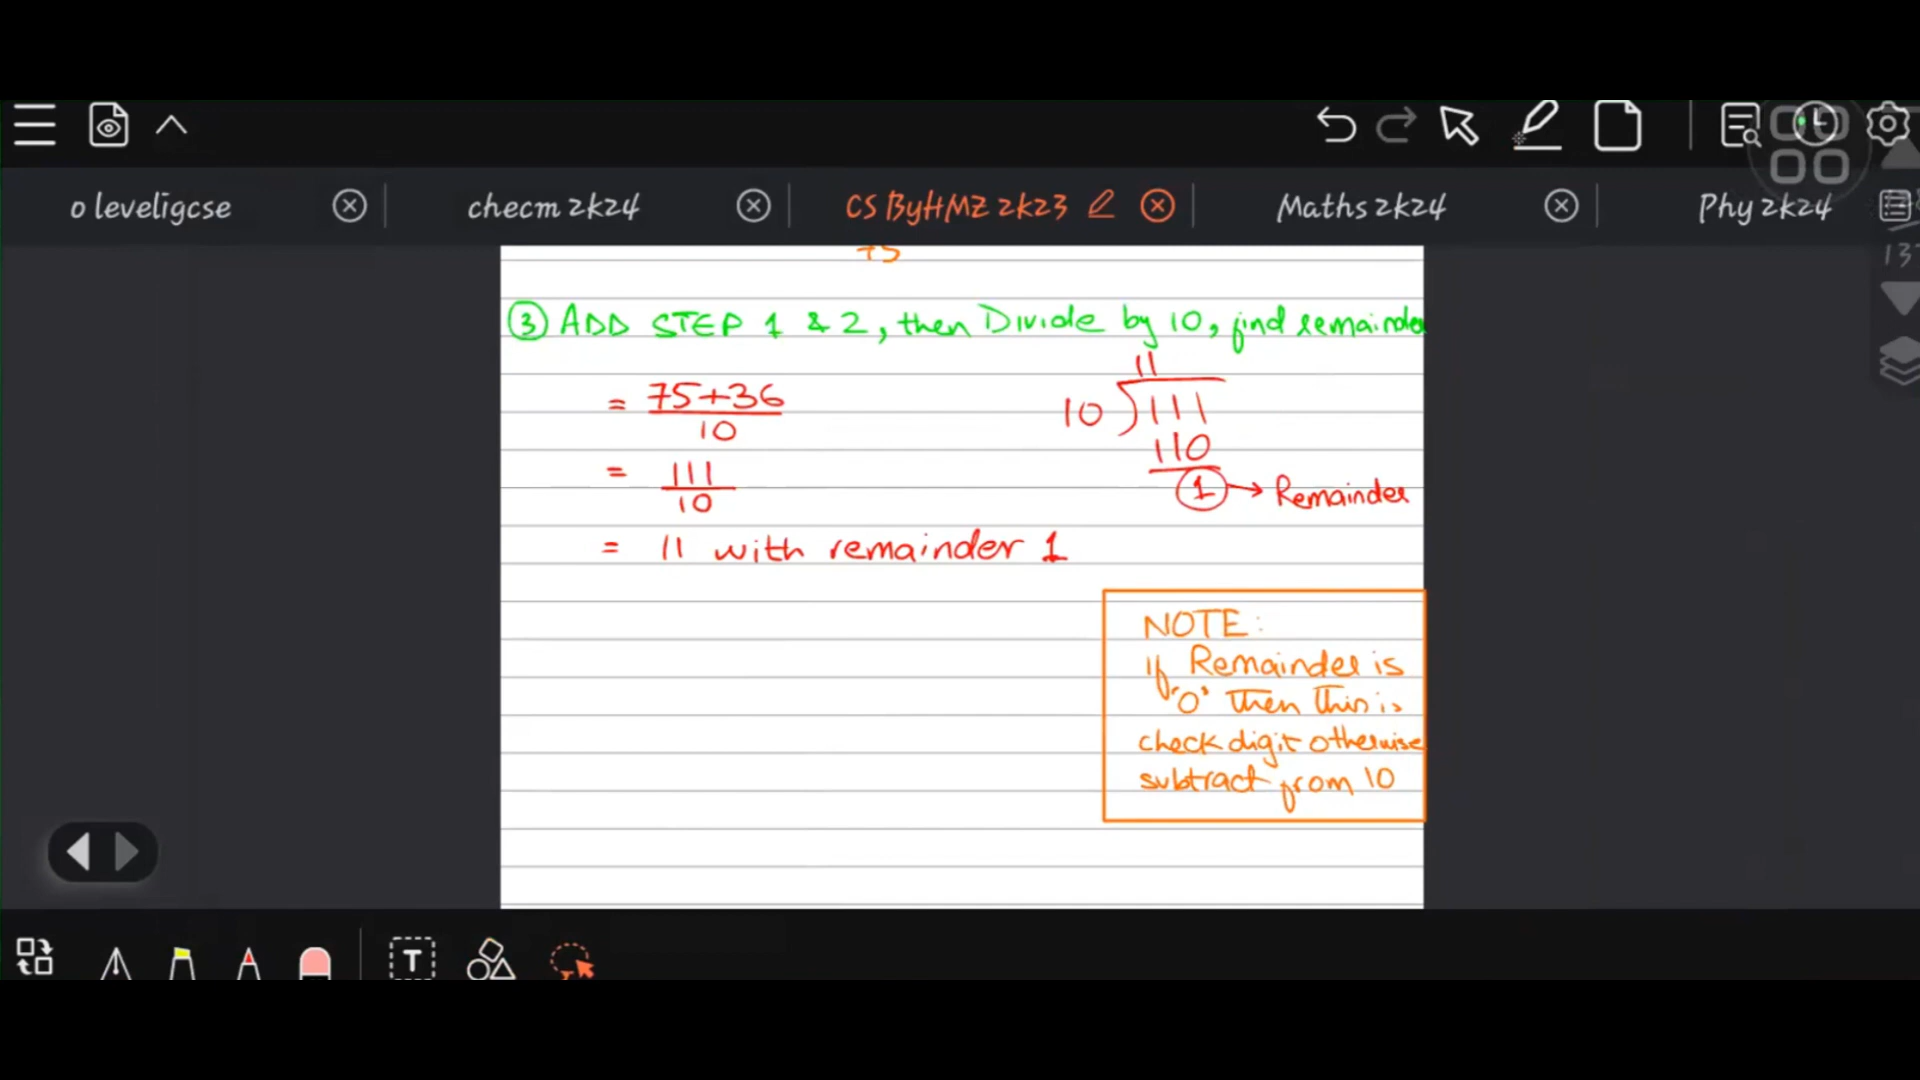 o leveligcse
checm 2k24
CS ByHMZ 2k23
Maths 2k24
Phy 2k24
75
③ ADD STEP 1 & 2, then Divide by 10, find remainder
= 75+36
10
= 111
10
= 11 with remainder 1
11
10 111
110
1 → Remainder
NOTE:
if Remainder is
'0' then this is
check digit otherwise
subtract from 10
T